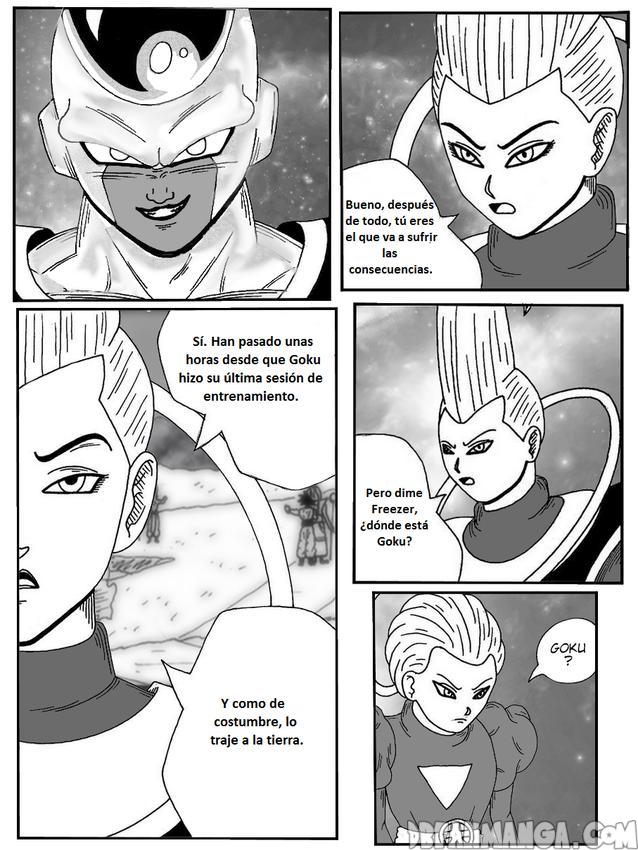 Bueno, después
de todo, tú eres
el que va a sufrir
las
consecuencias.
Sí. Han pasado unas
horas desde que Goku
hizo su última sesión de
entrenamiento.
Pero dime
Freezer,
¿dónde está
Goku?
Y como de
costumbre, lo
traje a la tierra.
GOKU
?
DBFANMANGA.COM